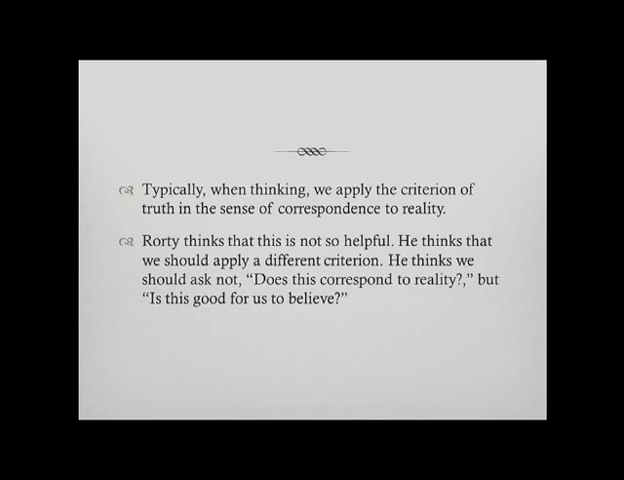 Typically, when thinking, we apply the criterion of
truth in the sense of correspondence to reality.
Rorty thinks that this is not so helpful. He thinks that
we should apply a different criterion. He thinks we
should ask not, “Does this correspond to reality?,” but
“Is this good for us to believe?”